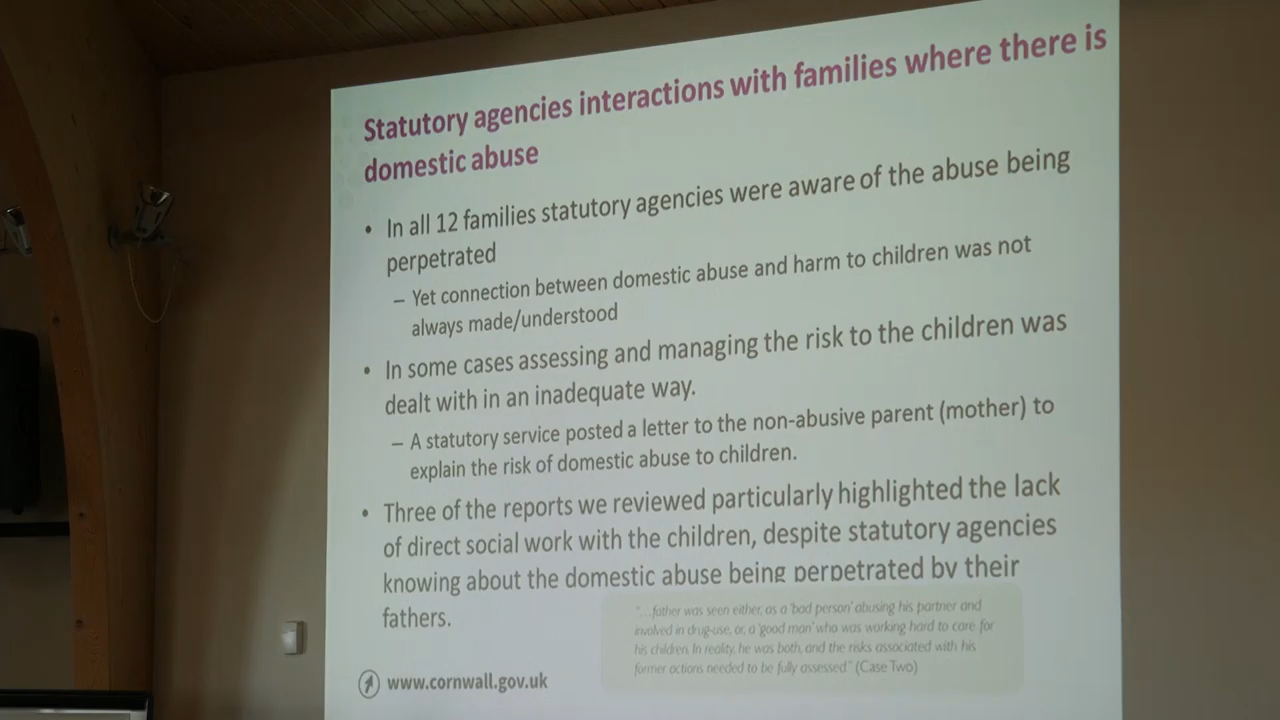 Statutory agencies interactions with families where there is
domestic abuse
• In all 12 families statutory agencies were aware of the abuse being
perpetrated
– Yet connection between domestic abuse and harm to children was not
always made/understood
• In some cases assessing and managing the risk to the children was
dealt with in an inadequate way.
– A statutory service posted a letter to the non-abusive parent (mother) to
explain the risk of domestic abuse to children.
• Three of the reports we reviewed particularly highlighted the lack
of direct social work with the children, despite statutory agencies
knowing about the domestic abuse being perpetrated by their
fathers.
"…father was seen either, as a 'bad person' abusing his partner and
involved in drug-use, or, a 'good man' who was working hard to care for
his children. In reality, he was both, and the risks associated with his
former actions needed to be fully assessed" (Case Two)
www.cornwall.gov.uk